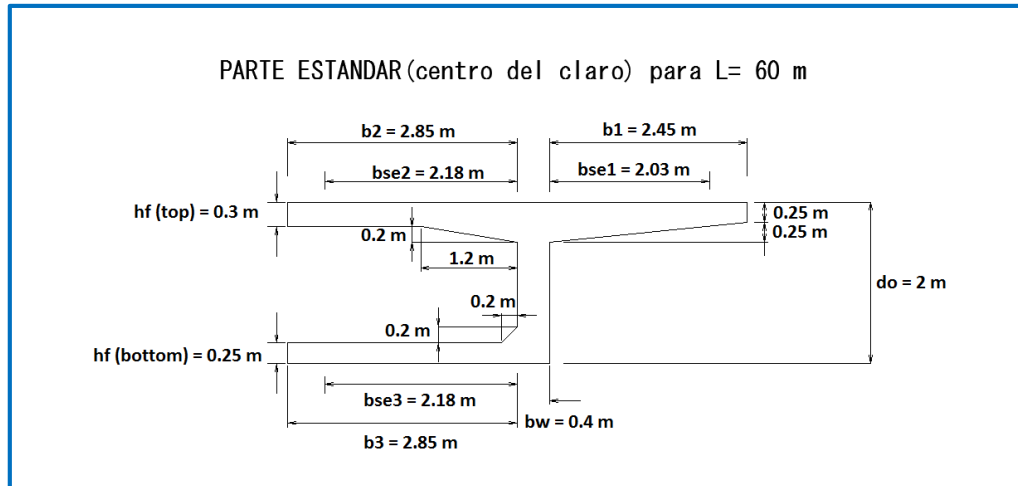 PARTE ESTANDAR(centro del claro) para L= 60 m
b2 = 2.85 m
b1 = 2.45 m
bse2 = 2.18 m
bse1 = 2.03 m
hf (top) = 0.3 m
0.25 m
0.2 m
0.25 m
1.2 m
do = 2 m
0.2 m
0.2 m
hf (bottom) = 0.25 m
bse3 = 2.18 m
bw = 0.4 m
b3 = 2.85 m